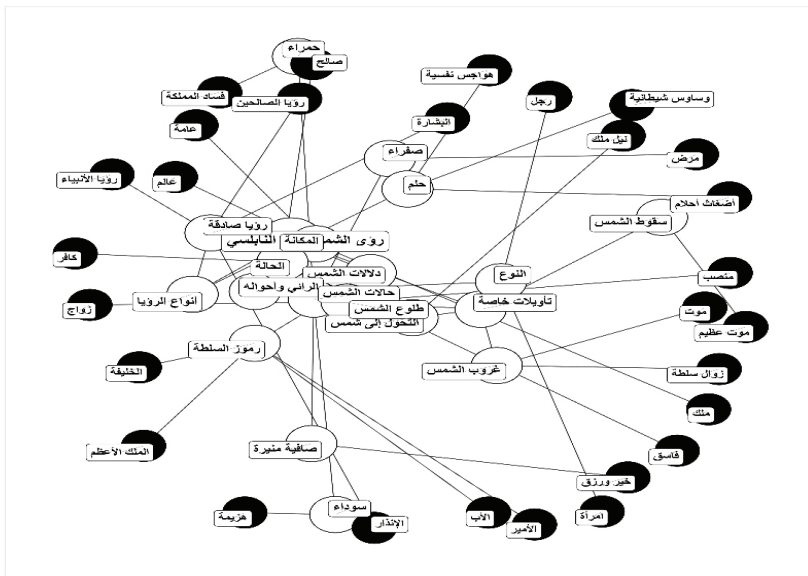 حمراء
صالح
هواجس نفسية
فساد المملكة
رؤيا الصالحين
رجل
وساوس شيطانية
عامة
البشارة
نيل ملك
صفراء
مرض
رؤيا الأنبياء
عالم
حلم
أضغاث أحلام
رؤيا صادقة
سقوط الشمس
رؤى الشم
المكانة
النابلسي
كافر
الحالة
دلالات الشمس
النوع
منصب
الرائي وأحواله
حالات الشمس
زواج
أنواع الرؤيا
تأويلات خاصة
طلوع الشمس
موت
التحول إلى شمس
موت عظيم
رموز السلطة
الخليفة
غروب الشمس
زوال سلطة
ملك
الملك الأعظم
صافية منيرة
فاسق
خير ورزق
سوداء
هزيمة
الإنذار
الأب
الأمير
امرأة